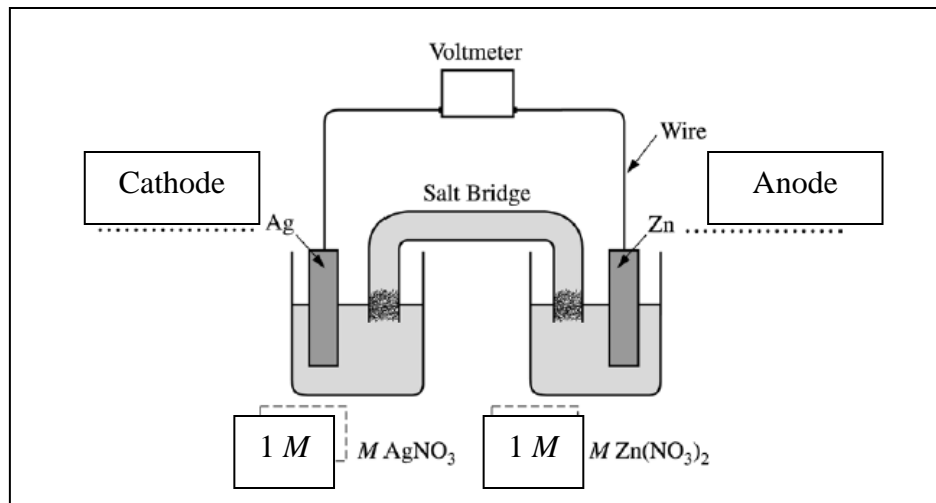 Voltmeter
Wire
Cathode
Anode
Salt Bridge
Ag
Zn
1 M
M AgNO₃
1 M
M Zn(NO₃)₂